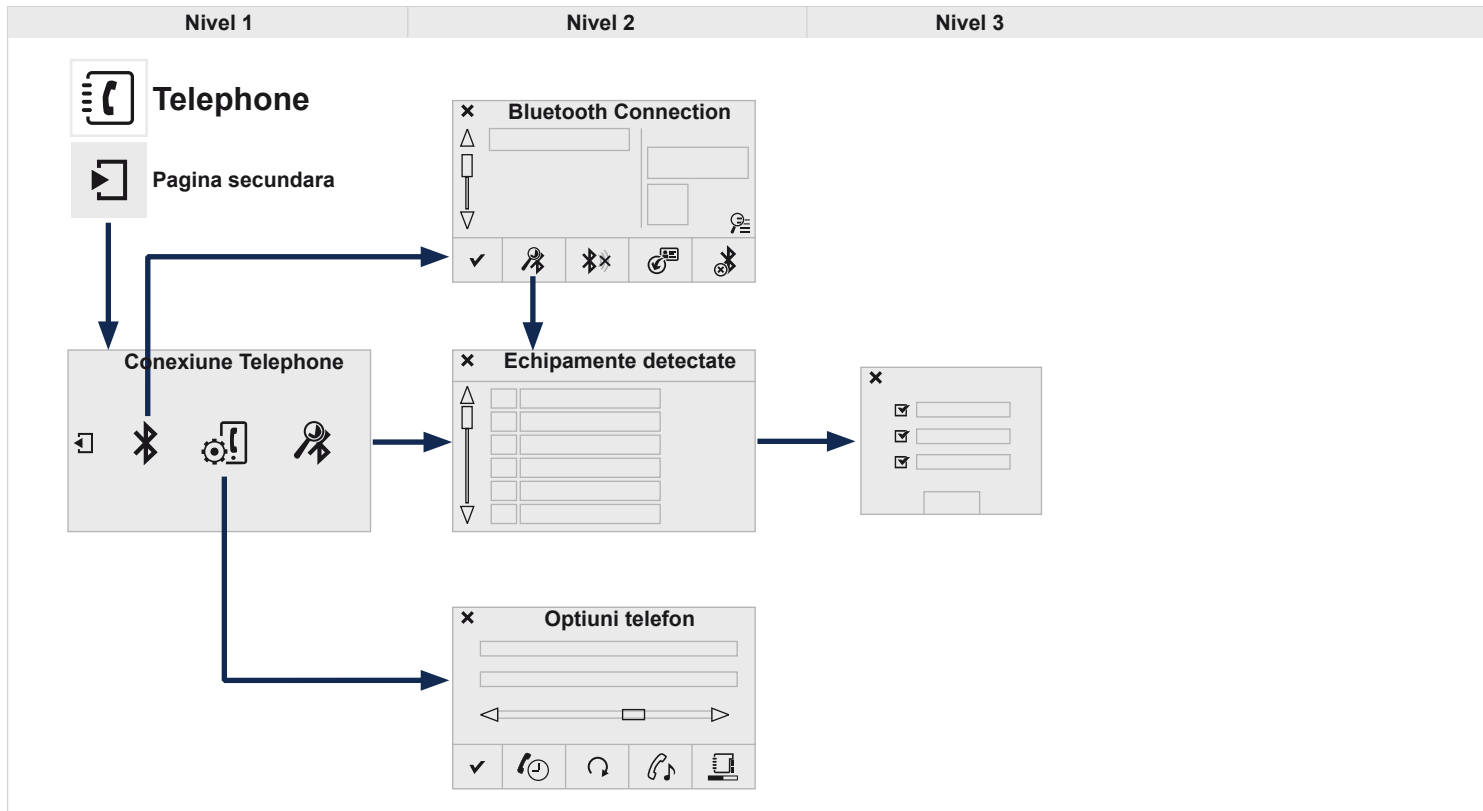 Nivel 1
Nivel 2
Nivel 3
Telephone
Pagina secundara
Bluetooth Connection
Conexiune Telephone
Echipamente detectate
Optiuni telefon